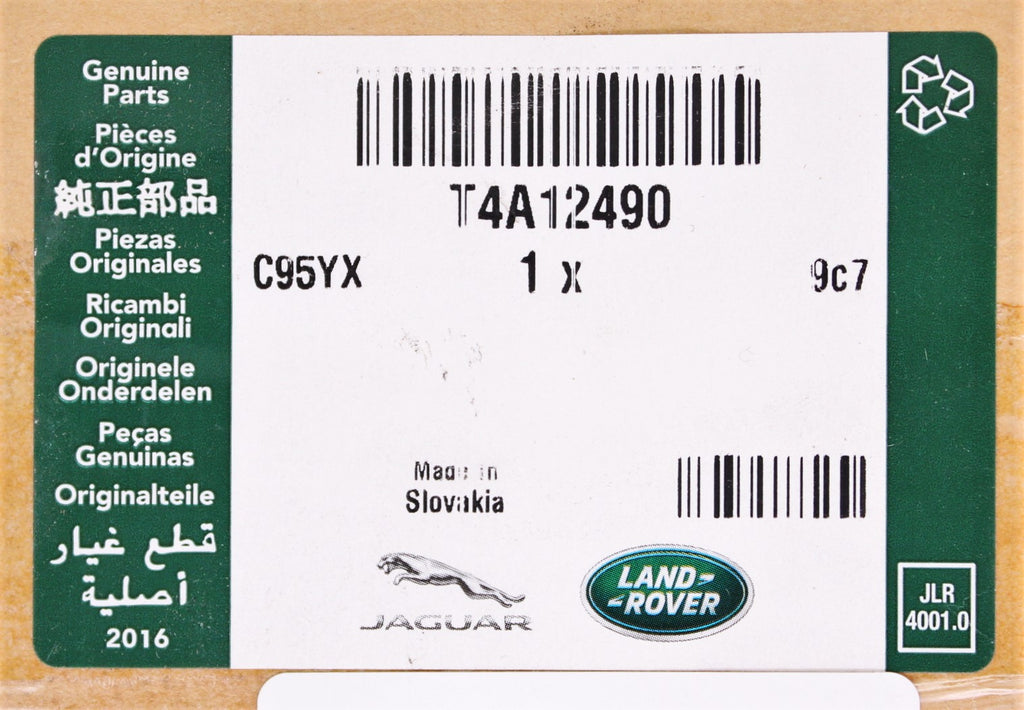 Genuine
Parts
Pièces
d'Origine
純正部品
Piezas
Originales
Ricambi
Originali
Originele
Onderdelen
Peças
Genuinas
Originalteile
قطع غيار
أصلية
2016
T4A12490
C95YX 1 x 9c7
Made in
Slovakia
JAGUAR
LAND-
-ROVER
JLR
4001.0